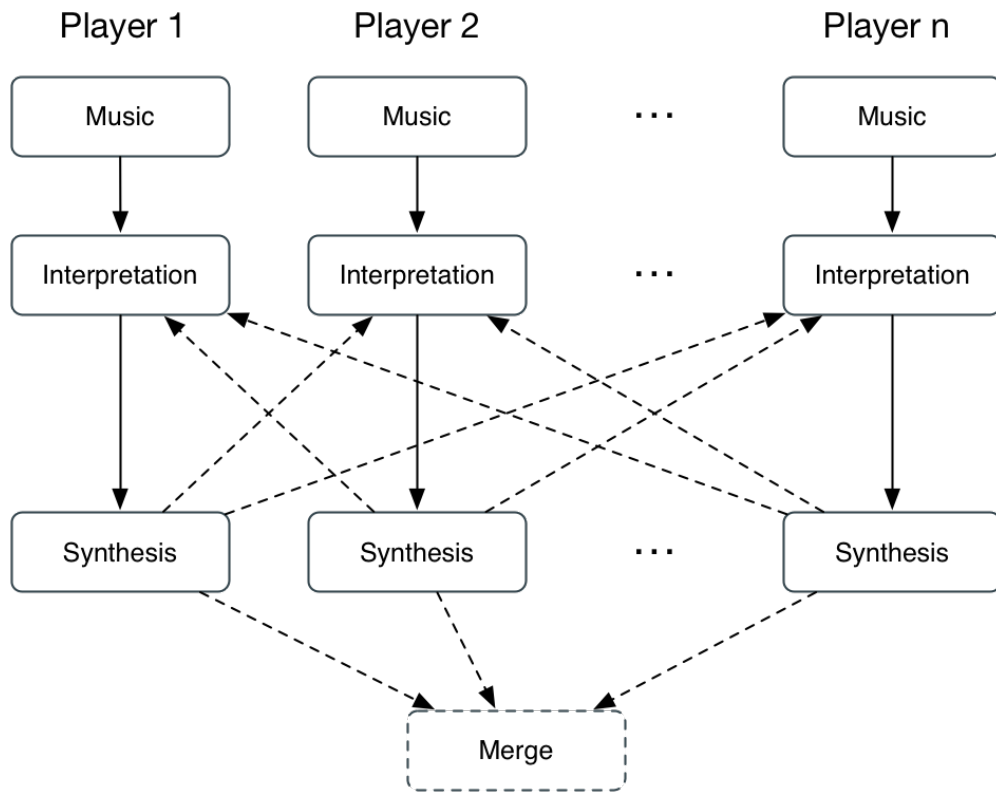 Player 1 Player 2 Player n
Music Music ... Music
Interpretation Interpretation ... Interpretation
Synthesis Synthesis ... Synthesis
Merge